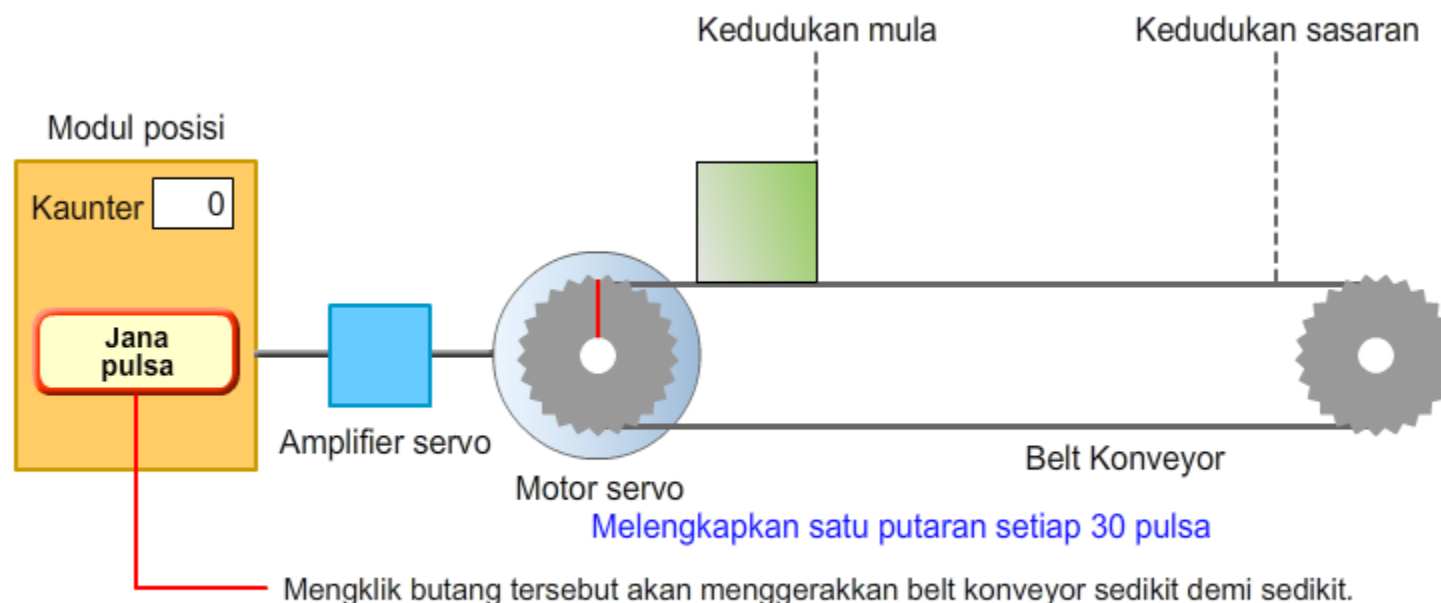 Kedudukan mula
Kedudukan sasaran
Modul posisi
Kaunter 0
Jana
pulsa
Amplifier servo
Motor servo
Belt Konveyor
Melengkapkan satu putaran setiap 30 pulsa
Mengklik butang tersebut akan menggerakkan belt konveyor sedikit demi sedikit.